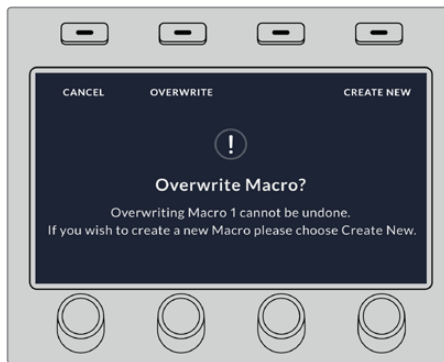 CANCEL OVERWRITE CREATE NEW
!
Overwrite Macro?
Overwriting Macro 1 cannot be undone.
If you wish to create a new Macro please choose Create New.